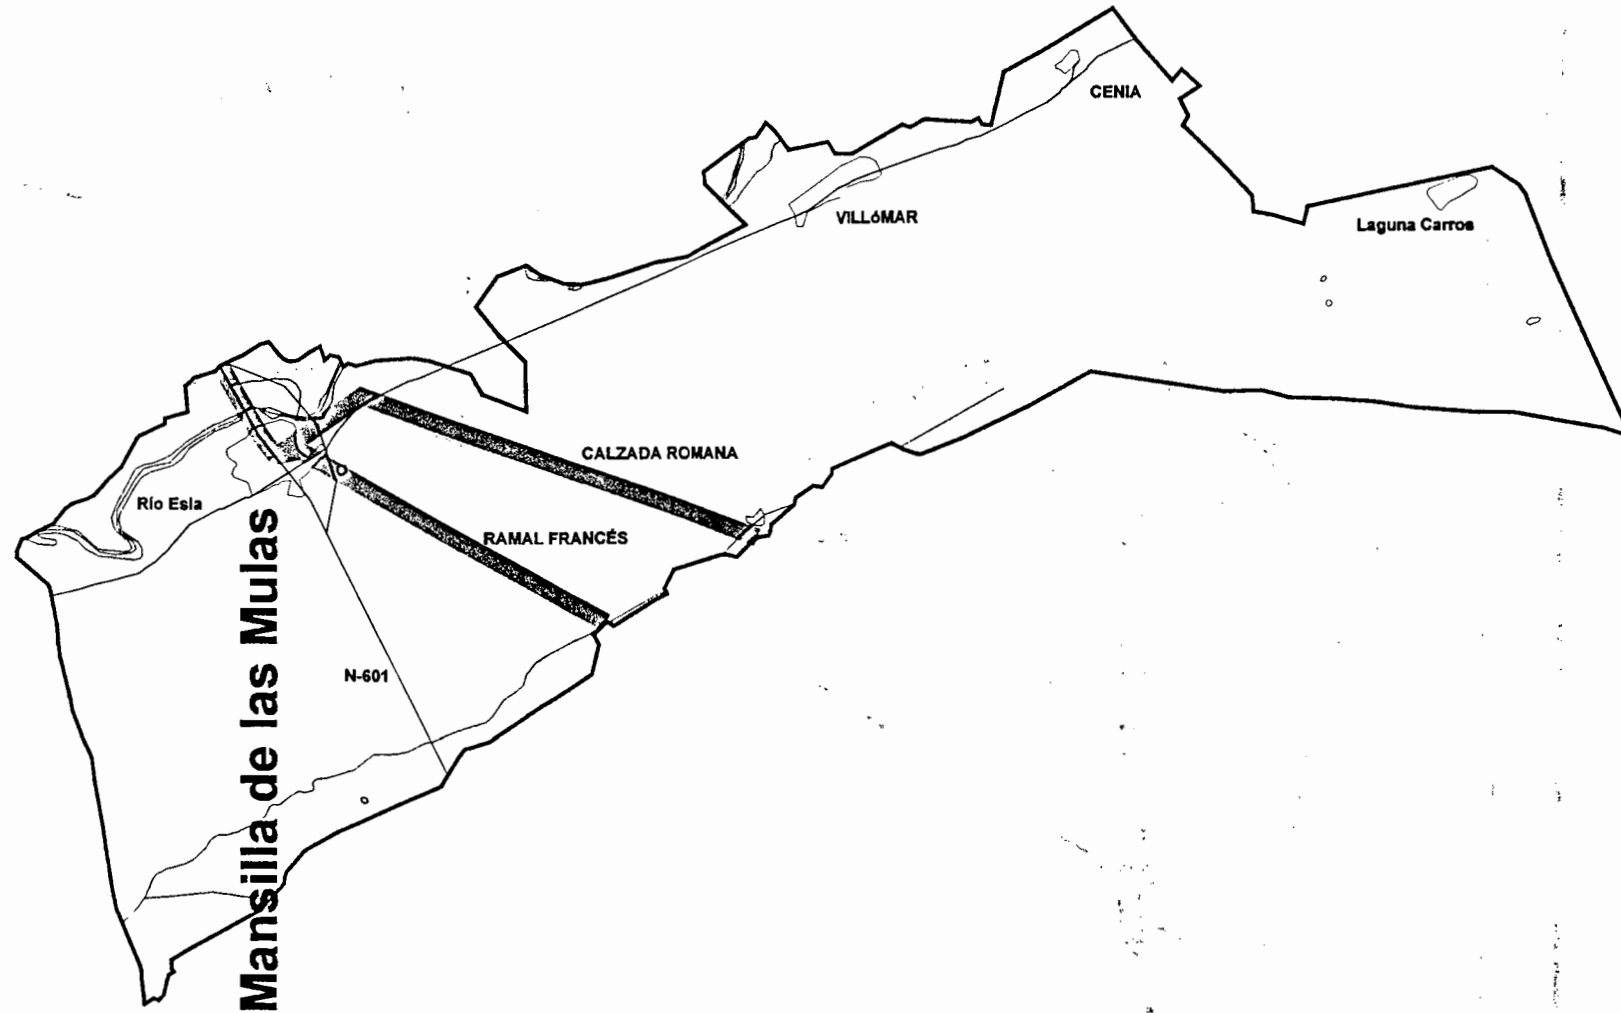 CENIA
VILLóMAR
Laguna Carros
CALZADA ROMANA
Río Esla
RAMAL FRANCÉS
N-601
Mansilla de las Mulas